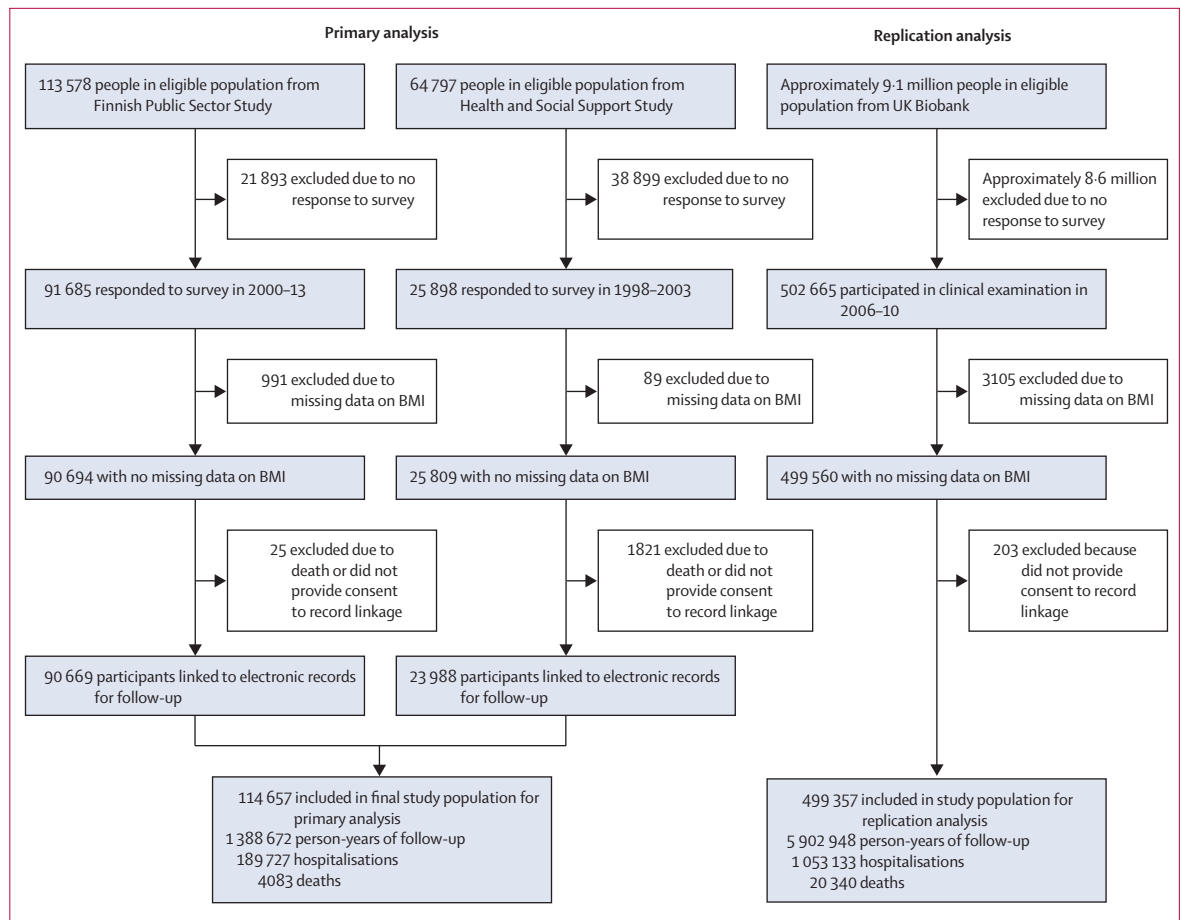 Primary analysis
Replication analysis
113 578 people in eligible population from
Finnish Public Sector Study
64 797 people in eligible population from
Health and Social Support Study
Approximately 9·1 million people in eligible
population from UK Biobank
21 893 excluded due to no
response to survey
38 899 excluded due to no
response to survey
Approximately 8·6 million
excluded due to no
response to survey
91 685 responded to survey in 2000–13
25 898 responded to survey in 1998–2003
502 665 participated in clinical examination in
2006–10
991 excluded due to
missing data on BMI
89 excluded due to
missing data on BMI
3105 excluded due to
missing data on BMI
90 694 with no missing data on BMI
25 809 with no missing data on BMI
499 560 with no missing data on BMI
25 excluded due to
death or did not
provide consent
to record linkage
1821 excluded due to
death or did not
provide consent
to record linkage
203 excluded because
did not provide
consent to record
linkage
90 669 participants linked to electronic records
for follow-up
23 988 participants linked to electronic records
for follow-up
114 657 included in final study population for
primary analysis
1 388 672 person-years of follow-up
189 727 hospitalisations
4083 deaths
499 357 included in study population for
replication analysis
5 902 948 person-years of follow-up
1 053 133 hospitalisations
20 340 deaths